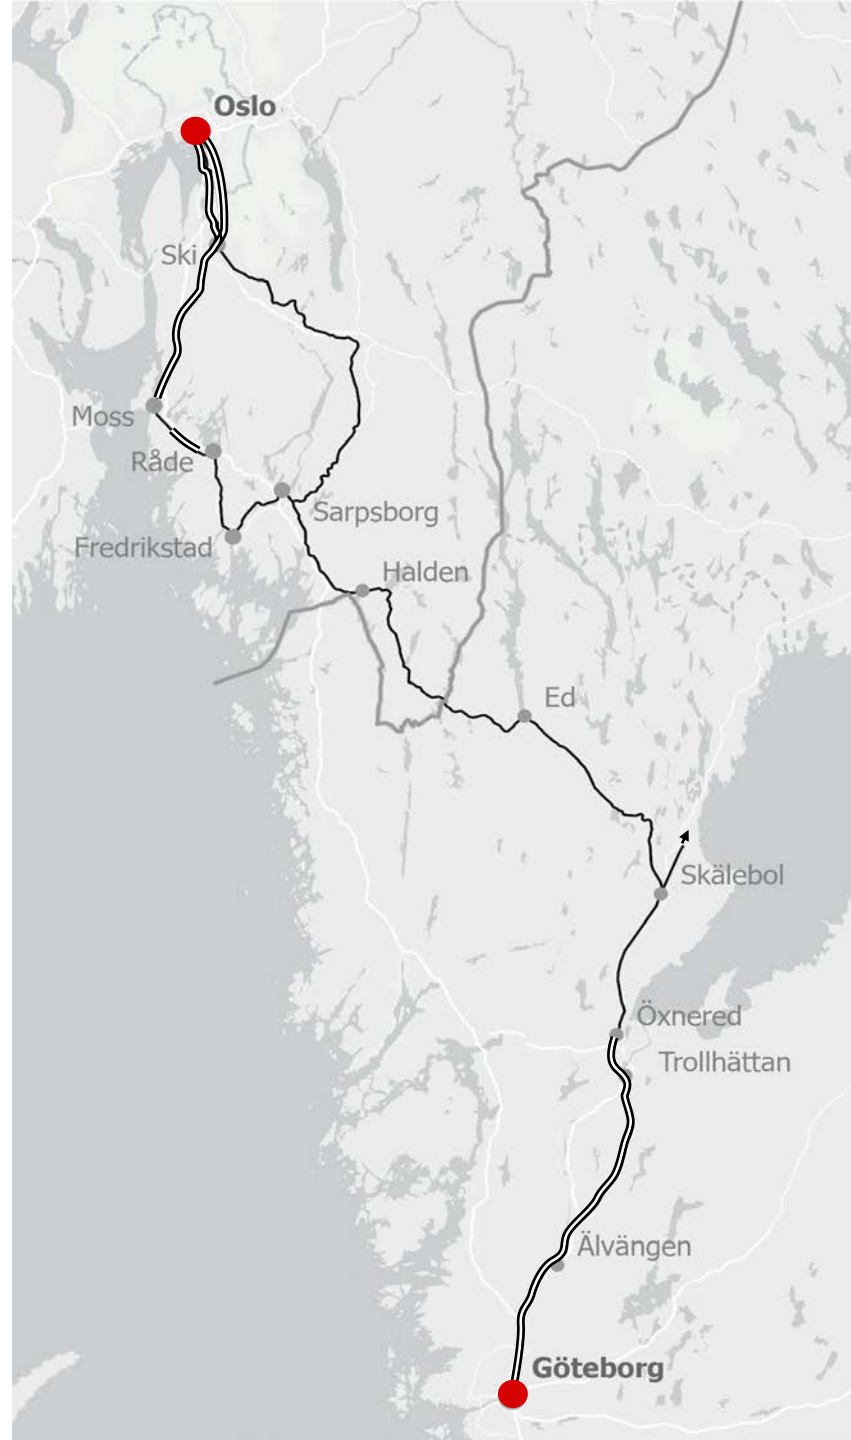 Oslo
Ski
Moss
Råde
Sarpsborg
Fredrikstad
Halden
Ed
Skälebol
Öxnered
Trollhättan
Älvängen
Göteborg